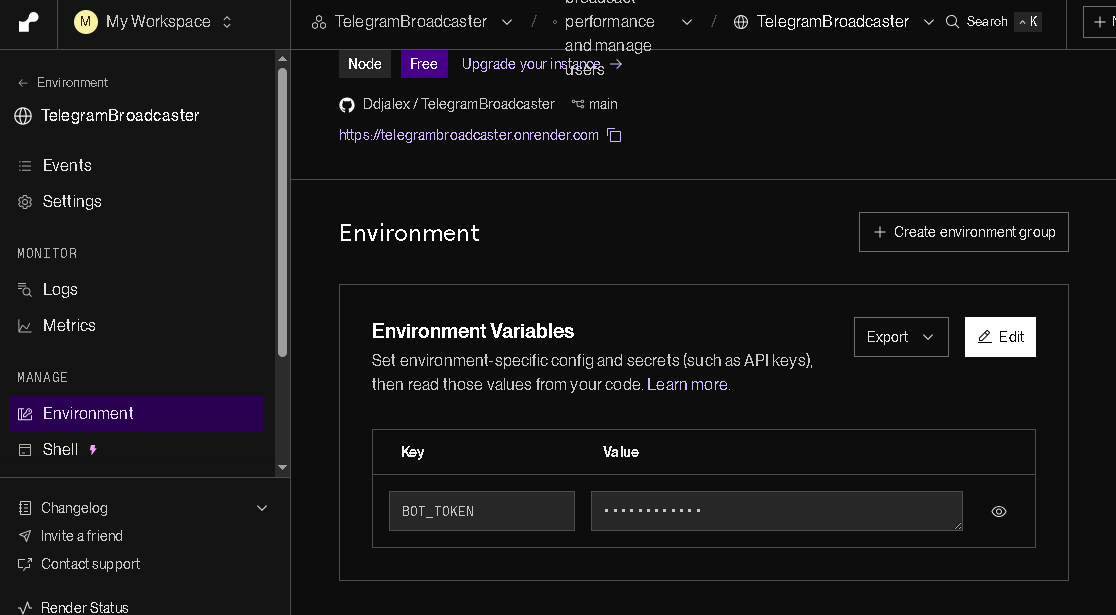 M My Workspace
TelegramBroadcaster / performance and manage users / TelegramBroadcaster
Search ^ K
+
Environment
TelegramBroadcaster
Events
Settings
MONITOR
Logs
Metrics
MANAGE
Environment
Shell
Changelog
Invite a friend
Contact support
Render Status
Node Free Upgrade your instance →
Ddjalex / TelegramBroadcaster main
https://telegrambroadcaster.onrender.com
Environment
+ Create environment group
Environment Variables
Export
Edit
Set environment-specific config and secrets (such as API keys),
then read those values from your code. Learn more.
Key Value
BOT_TOKEN ••••••••••••